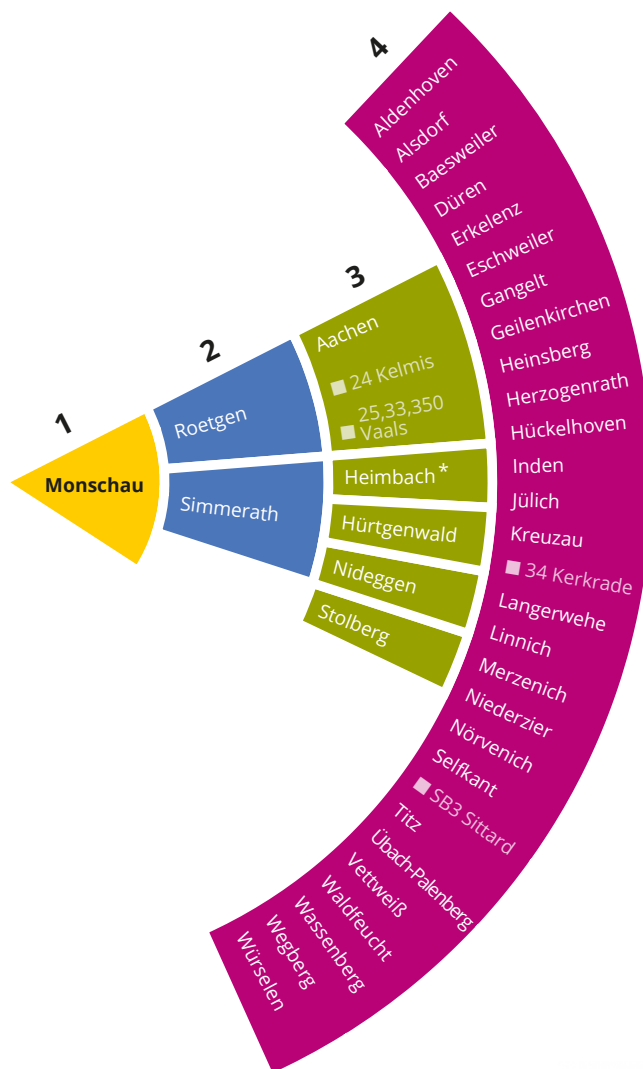 1
Monschau
2
Roetgen
Simmerath
3
Aachen
24 Kelmis
25,33,350
Vaals
Heimbach*
Hürtgenwald
Nideggen
Stolberg
4
Aldenhoven
Alsdorf
Baesweiler
Düren
Erkelenz
Eschweiler
Gangelt
Geilenkirchen
Heinsberg
Herzogenrath
Hückelhoven
Inden
Jülich
Kreuzau
34 Kerkrade
Langerwehe
Linnich
Merzenich
Niederzier
Nörvenich
Selfkant
SB3 Sittard
Titz
Übach-Palenberg
Vettweiß
Waldfeucht
Wassenberg
Wegberg
Würselen